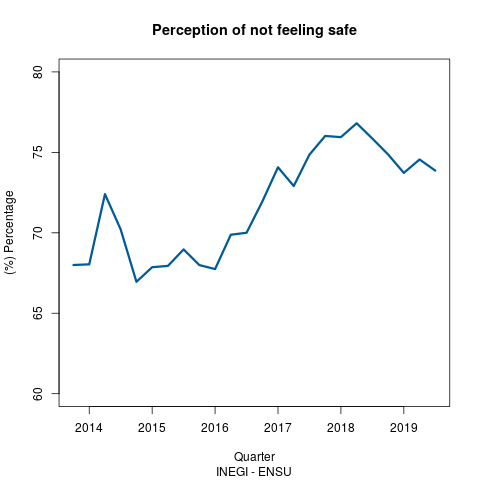 Perception of not feeling safe
80
75
70
65
60
(%) Percentage
2014 2015 2016 2017 2018 2019
Quarter
INEGI - ENSU